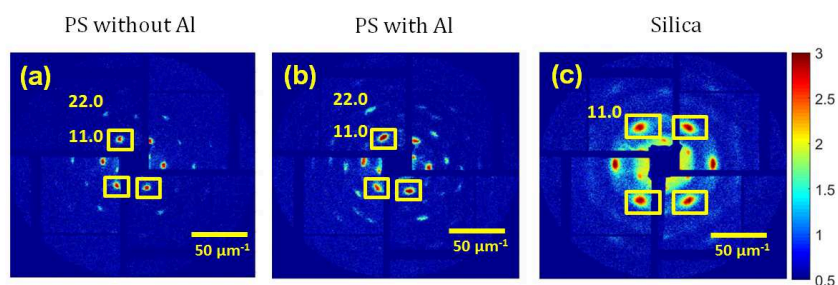 PS without Al
PS with Al
Silica
(a)
22.0
11.0
50 µm⁻¹
(b)
22.0
11.0
50 µm⁻¹
(c)
11.0
50 µm⁻¹
3
2.5
2
1.5
1
0.5